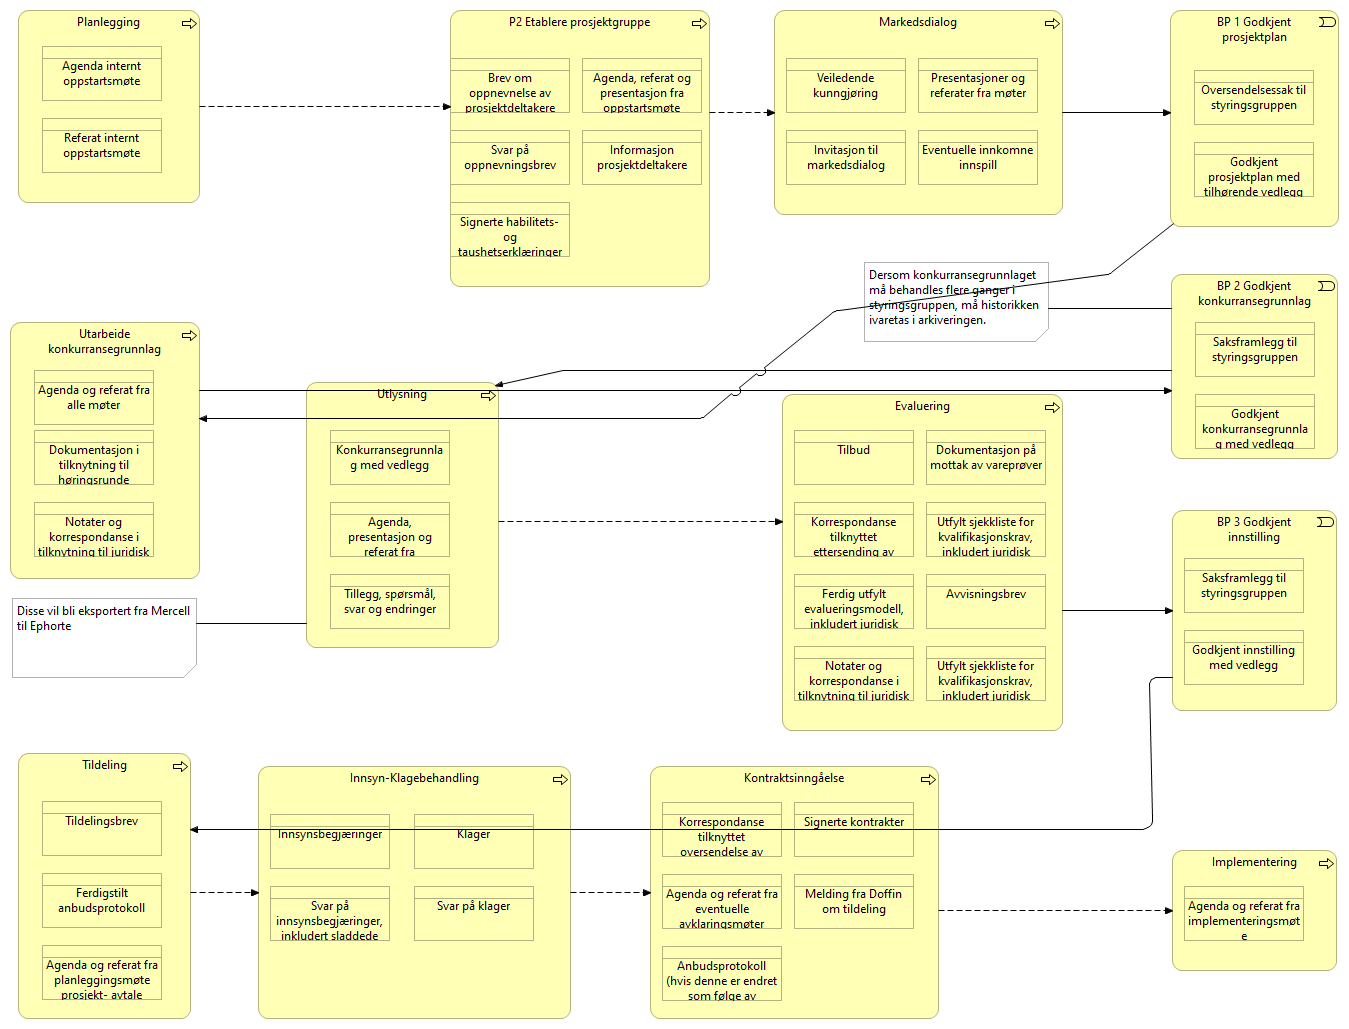 Planlegging
Agenda internt
oppstartsmøte
Referat internt
oppstartsmøte
P2 Etablere prosjektgruppe
Brev om
oppnevnelse av
prosjektdeltakere
Agenda, referat og
presentasjon fra
oppstartsmøte
Svar på
oppnevningsbrev
Informasjon
prosjektdeltakere
Signerte habilitets-
og
taushetserklæringer
Markedsdialog
Veiledende
kunngjøring
Presentasjoner og
referater fra møter
Invitasjon til
markedsdialog
Eventuelle innkomne
innspill
BP 1 Godkjent
prosjektplan
Oversendelsessak til
styringsgruppen
Godkjent
prosjektplan med
tilhørende vedlegg
Dersom konkurransegrunnlaget
må behandles flere ganger i
styringsgruppen, må historikken
ivaretas i arkiveringen.
BP 2 Godkjent
konkurransegrunnlag
Saksframlegg til
styringsgruppen
Godkjent
konkurransegrunnla
g med vedlegg
Utarbeide
konkurransegrunnlag
Agenda og referat fra
alle møter
Dokumentasjon i
tilknytning til
høringsrunde
Notater og
korrespondanse i
tilknytning til juridisk
Utlysning
Konkurransegrunnla
g med vedlegg
Agenda,
presentasjon og
referat fra
Tillegg, spørsmål,
svar og endringer
Disse vil bli eksportert fra Mercell
til Ephorte
Evaluering
Tilbud
Dokumentasjon på
mottak av vareprøver
Korrespondanse
tilknyttet
ettersending av
Utfylt sjekkliste for
kvalifikasjonskrav,
inkludert juridisk
Ferdig utfylt
evalueringsmodell,
inkludert juridisk
Avvisningsbrev
Notater og
korrespondanse i
tilknytning til juridisk
Utfylt sjekkliste for
kvalifikasjonskrav,
inkludert juridisk
BP 3 Godkjent
innstilling
Saksframlegg til
styringsgruppen
Godkjent innstilling
med vedlegg
Tildeling
Tildelingsbrev
Ferdigstilt
anbudsprotokoll
Agenda og referat fra
planleggingsmøte
prosjekt- avtale
Innsyn-Klagebehandling
Innsynsbegjæringer
Klager
Svar på
innsynsbegjæringer,
inkludert sladdede
Svar på klager
Kontraktsinngåelse
Korrespondanse
tilknyttet
oversendelse av
Signerte kontrakter
Agenda og referat fra
eventuelle
avklaringsmøter
Melding fra Doffin
om tildeling
Anbudsprotokoll
(hvis denne er endret
som følge av
Implementering
Agenda og referat fra
implementeringsmøt
e